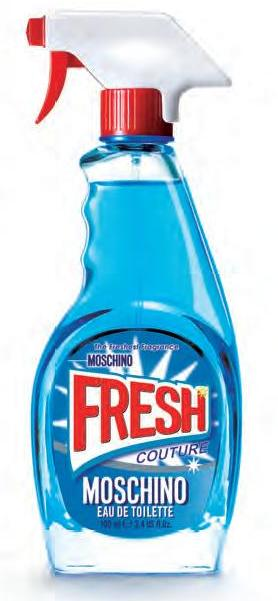 the freshest fragrance
MOSCHINO
FRESH
COUTURE
MOSCHINO
EAU DE TOILETTE
100 ml ℮ 3.4 US fl.oz.